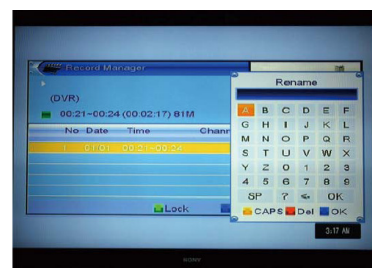 Record Manager
(DVR)
00:21-00:24 (00:02:17) 81M
No Date Time Chann
1 01/01 00:21-00:24
Lock
Rename
A B C D E F
G H I J K L
M N O P Q R
S T U V W X
Y Z 0 1 2 3
4 5 6 7 8 9
SP ? OK
CAPS Del OK
3:17 AM
SONY